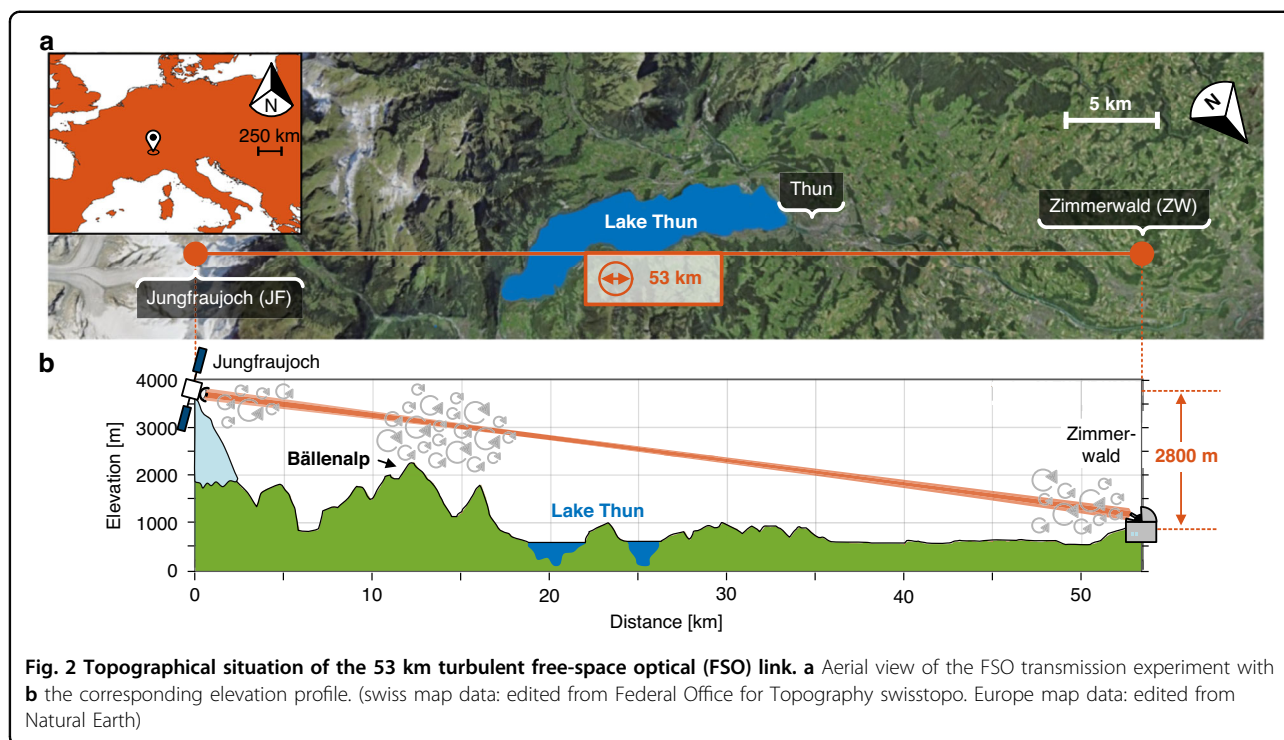 a
N
250 km
5 km
N
Thun
Zimmerwald (ZW)
Lake Thun
53 km
Jungfraujoch (JF)
b
Jungfraujoch
4000
3000
2000
1000
0
Elevation [m]
Bällenalp
Lake Thun
Zimmer-
wald
2800 m
0
10
20
30
40
50
Distance [km]
Fig. 2 Topographical situation of the 53 km turbulent free-space optical (FSO) link. a Aerial view of the FSO transmission experiment with
b the corresponding elevation profile. (swiss map data: edited from Federal Office for Topography swisstopo. Europe map data: edited from
Natural Earth)